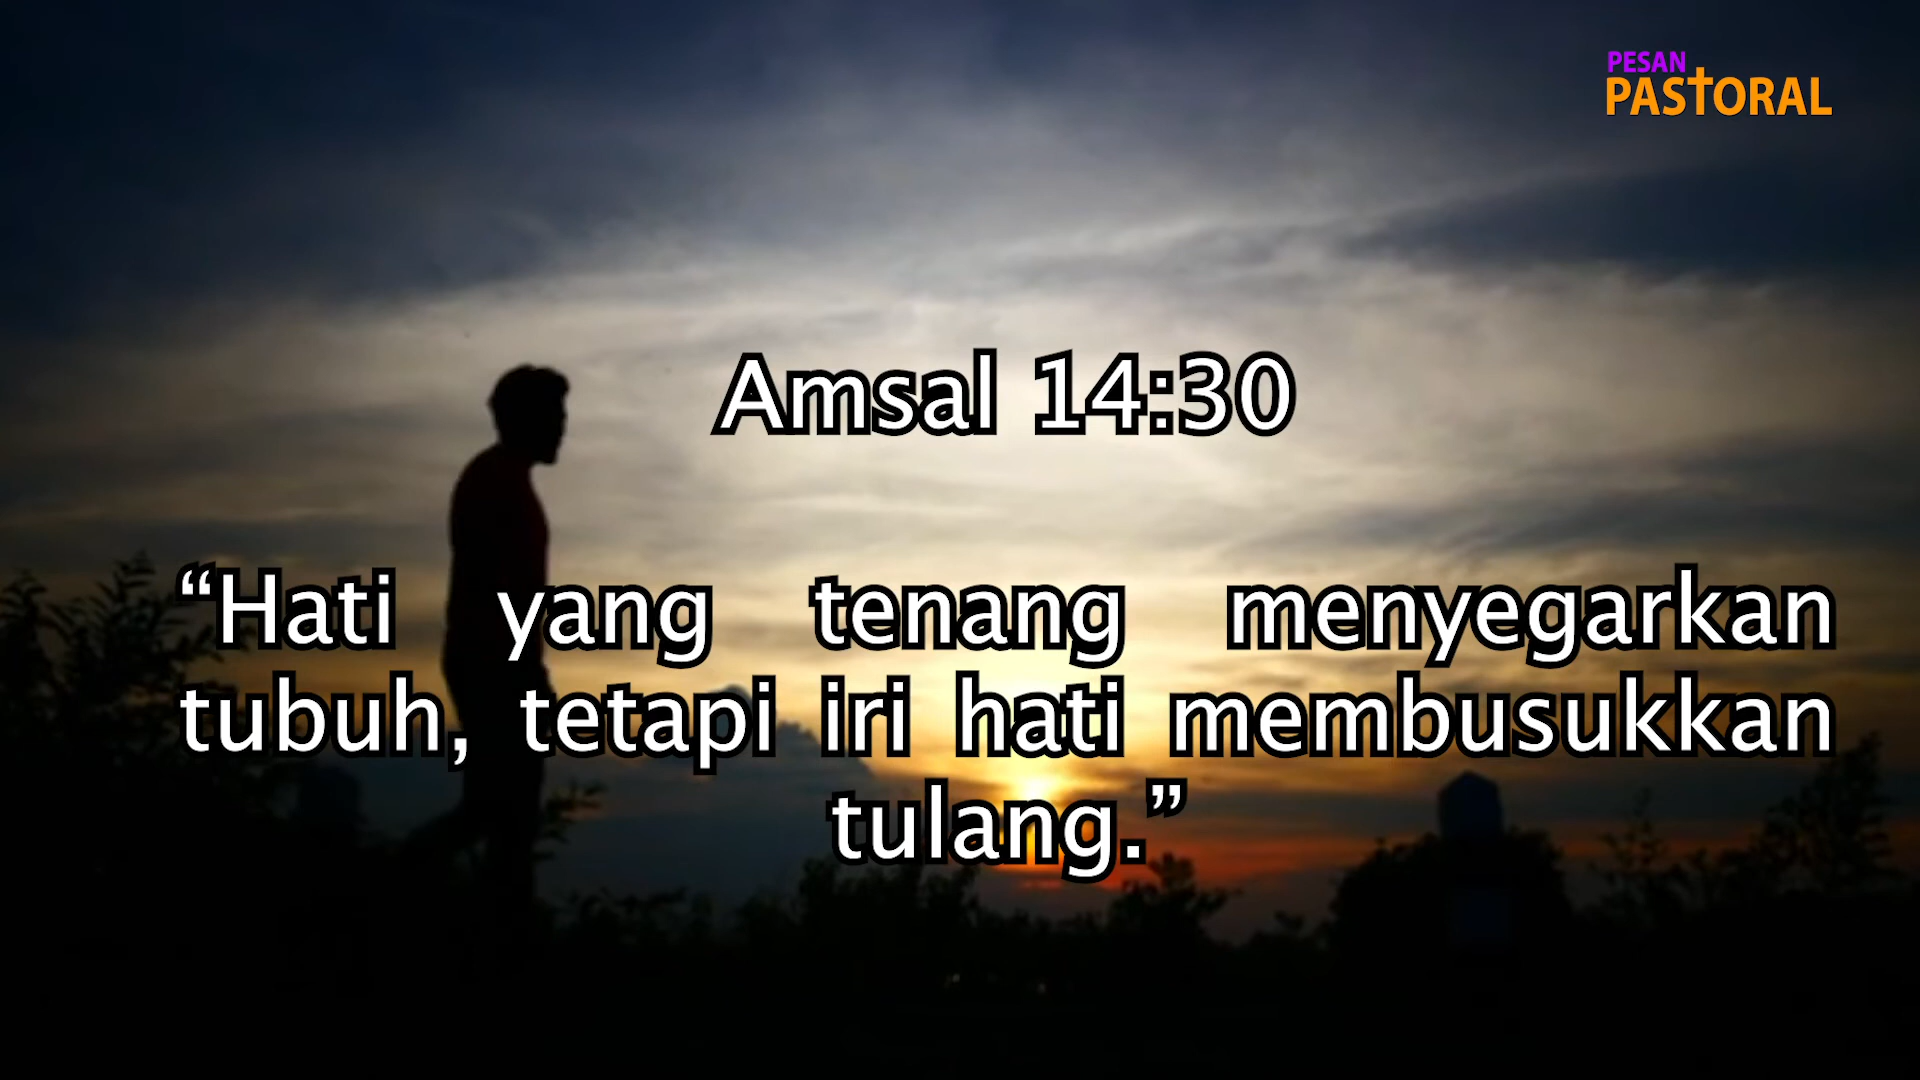 PESAN
PASTORAL
Amsal 14:30
“Hati yang tenang menyegarkan
tubuh, tetapi iri hati membusukkan
tulang.”